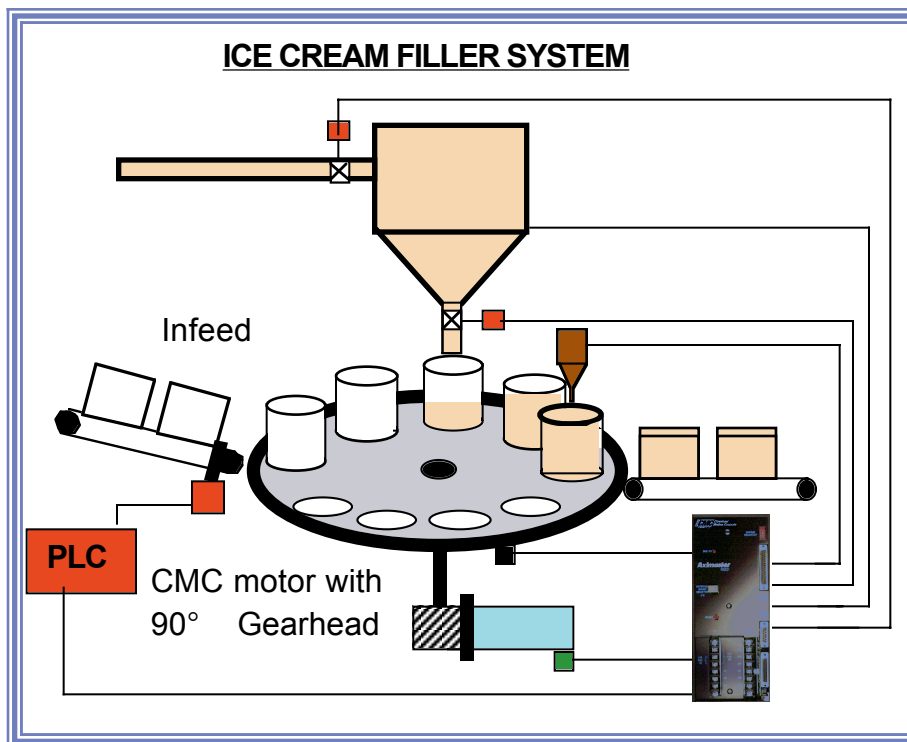 ICE CREAM FILLER SYSTEM
Infeed
PLC
CMC motor with
90° Gearhead
Aximaster